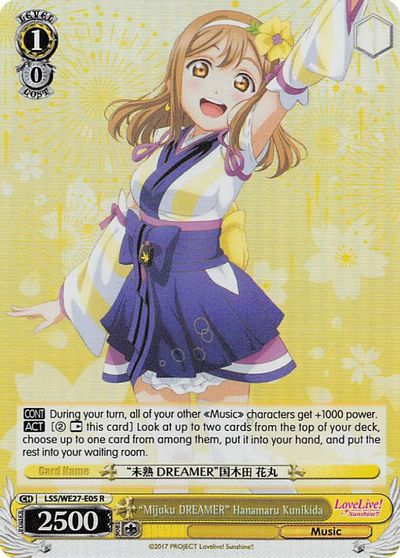 LEVEL
1
0
COST
CONT During your turn, all of your other «Music» characters get +1000 power.
ACT [② this card] Look at up to two cards from the top of your deck,
choose up to one card from among them, put it into your hand, and put the
rest into your waiting room.
Card Name
"未熟 DREAMER"国木田 花丸
CH LSS/WE27-E05 R
"Mijuku DREAMER" Hanamaru Kunikida
LoveLive!
Sunshine!!
POWER
2500
SOUL
Music
©2017 PROJECT Lovelive! Sunshine!!